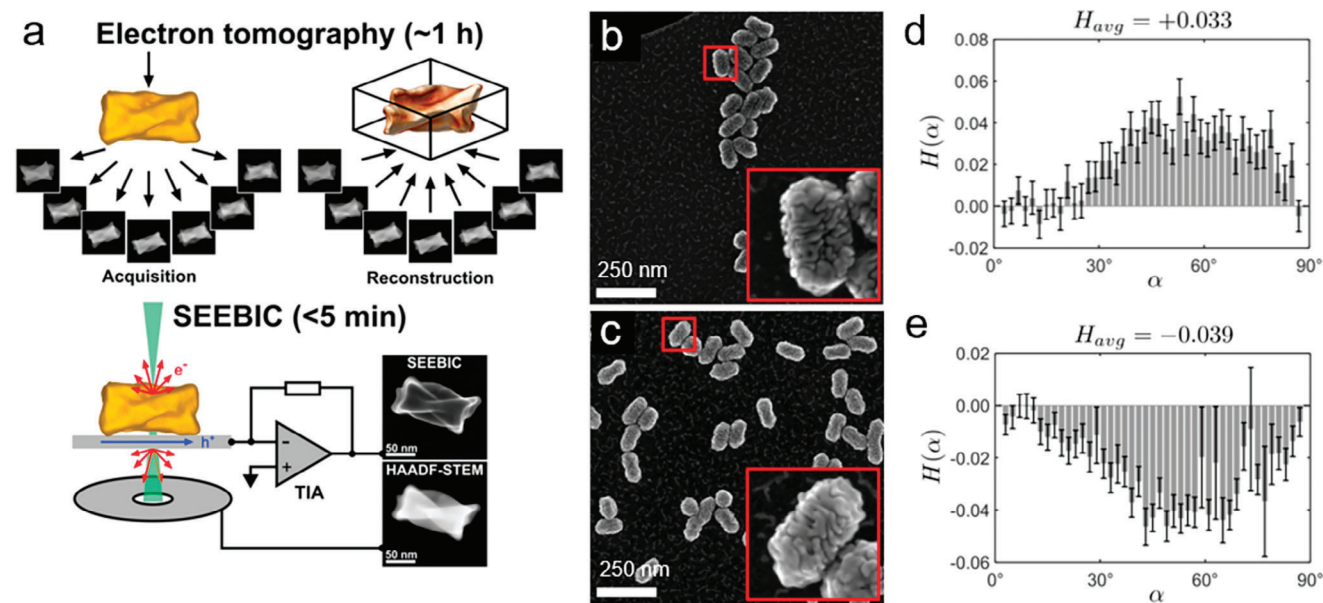 a
Electron tomography (~1 h)
Acquisition
Reconstruction
SEEBIC (<5 min)
e⁻
h⁺
−
+
TIA
SEEBIC
50 nm
HAADF-STEM
50 nm
b
250 nm
c
250 nm
d
H_avg = +0.033
H(α)
0.08
0.06
0.04
0.02
0.00
-0.02
0° 30° 60° 90°
α
e
H_avg = −0.039
H(α)
0.02
0.00
-0.02
-0.04
-0.06
0° 30° 60° 90°
α